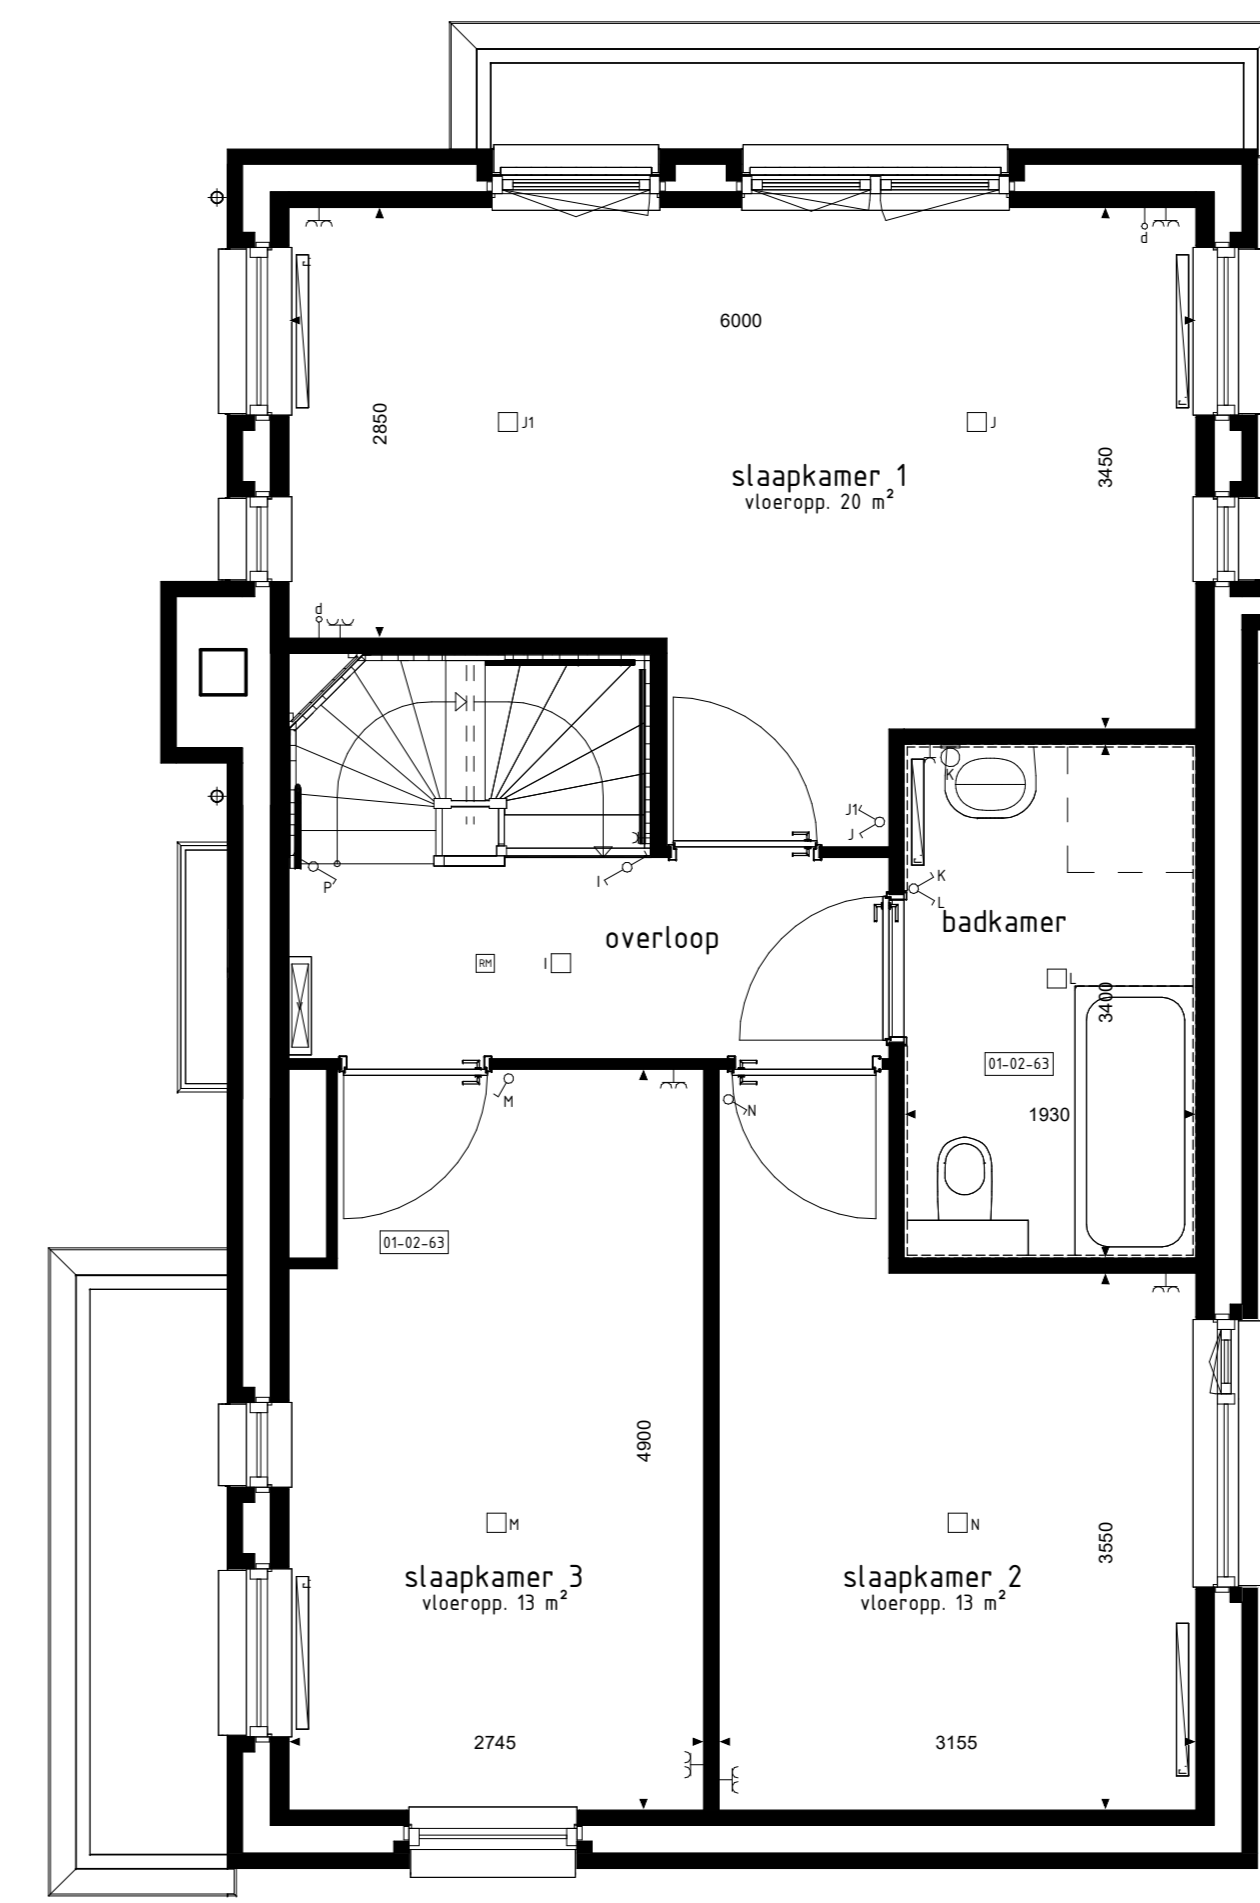 d
6000
2850
J1
J
3450
slaapkamer 1
vloeropp. 20 m²
d
K
J1
J
P
I
K
L
badkamer
overloop
RM
I
L
3400
V
01-02-63
M
N
1930
01-02-63
4900
M
N
3550
slaapkamer 3
vloeropp. 13 m²
slaapkamer 2
vloeropp. 13 m²
2745
3155